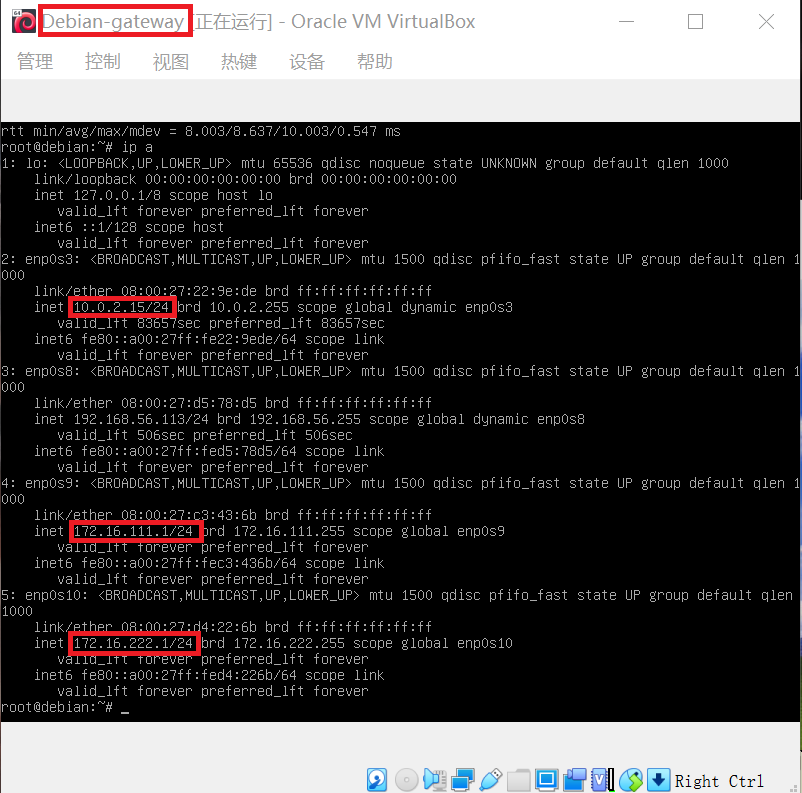 64
Debian-gateway [正在运行] - Oracle VM VirtualBox
管理 控制 视图 热键 设备 帮助
rtt min/avg/max/mdev = 8.003/8.637/10.003/0.547 ms
root@debian:~# ip a
1: lo: <LOOPBACK,UP,LOWER_UP> mtu 65536 qdisc noqueue state UNKNOWN group default qlen 1000
    link/loopback 00:00:00:00:00:00 brd 00:00:00:00:00:00
    inet 127.0.0.1/8 scope host lo
       valid_lft forever preferred_lft forever
    inet6 ::1/128 scope host
       valid_lft forever preferred_lft forever
2: enp0s3: <BROADCAST,MULTICAST,UP,LOWER_UP> mtu 1500 qdisc pfifo_fast state UP group default qlen 1
000
    link/ether 08:00:27:22:9e:de brd ff:ff:ff:ff:ff:ff
    inet 10.0.2.15/24 brd 10.0.2.255 scope global dynamic enp0s3
       valid_lft 83657sec preferred_lft 83657sec
    inet6 fe80::a00:27ff:fe22:9ede/64 scope link
       valid_lft forever preferred_lft forever
3: enp0s8: <BROADCAST,MULTICAST,UP,LOWER_UP> mtu 1500 qdisc pfifo_fast state UP group default qlen 1
000
    link/ether 08:00:27:d5:78:d5 brd ff:ff:ff:ff:ff:ff
    inet 192.168.56.113/24 brd 192.168.56.255 scope global dynamic enp0s8
       valid_lft 506sec preferred_lft 506sec
    inet6 fe80::a00:27ff:fed5:78d5/64 scope link
       valid_lft forever preferred_lft forever
4: enp0s9: <BROADCAST,MULTICAST,UP,LOWER_UP> mtu 1500 qdisc pfifo_fast state UP group default qlen 1
000
    link/ether 08:00:27:c3:43:6b brd ff:ff:ff:ff:ff:ff
    inet 172.16.111.1/24 brd 172.16.111.255 scope global enp0s9
       valid_lft forever preferred_lft forever
    inet6 fe80::a00:27ff:fec3:436b/64 scope link
       valid_lft forever preferred_lft forever
5: enp0s10: <BROADCAST,MULTICAST,UP,LOWER_UP> mtu 1500 qdisc pfifo_fast state UP group default qlen
1000
    link/ether 08:00:27:d4:22:6b brd ff:ff:ff:ff:ff:ff
    inet 172.16.222.1/24 brd 172.16.222.255 scope global enp0s10
       valid_lft forever preferred_lft forever
    inet6 fe80::a00:27ff:fed4:226b/64 scope link
       valid_lft forever preferred_lft forever
root@debian:~# _
Right Ctrl